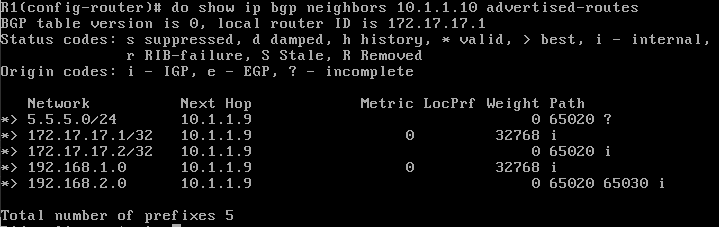 R1(config-router)# do show ip bgp neighbors 10.1.1.10 advertised-routes
BGP table version is 0, local router ID is 172.17.17.1
Status codes: s suppressed, d damped, h history, * valid, > best, i - internal,
              r RIB-failure, S Stale, R Removed
Origin codes: i - IGP, e - EGP, ? - incomplete
   Network          Next Hop            Metric LocPrf Weight Path
*> 5.5.5.0/24       10.1.1.9                               0 65020 ?
*> 172.17.17.1/32   10.1.1.9                 0         32768 i
*> 172.17.17.2/32   10.1.1.9                               0 65020 i
*> 192.168.1.0      10.1.1.9                 0         32768 i
*> 192.168.2.0      10.1.1.9                               0 65020 65030 i
Total number of prefixes 5